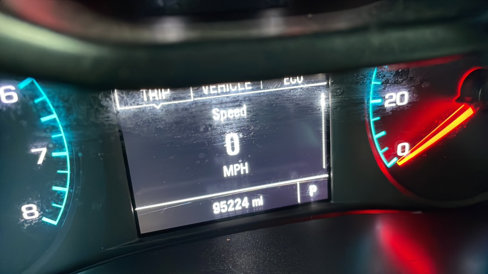 TRIP VEHICLE ECO
Speed
0
MPH
95224 mi P
6
7
8
20
0